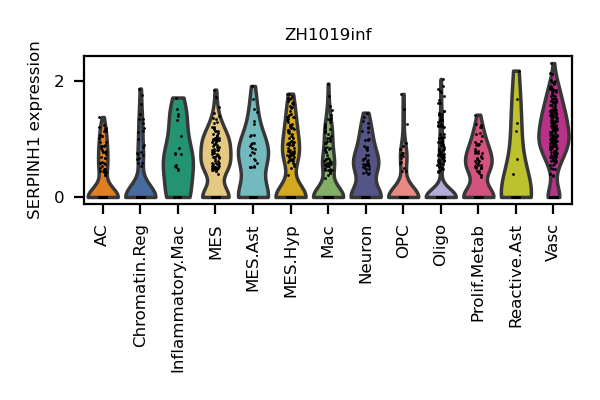 ZH1019inf
SERPINH1 expression
2
0
AC
Chromatin.Reg
Inflammatory.Mac
MES
MES.Ast
MES.Hyp
Mac
Neuron
OPC
Oligo
Prolif.Metab
Reactive.Ast
Vasc